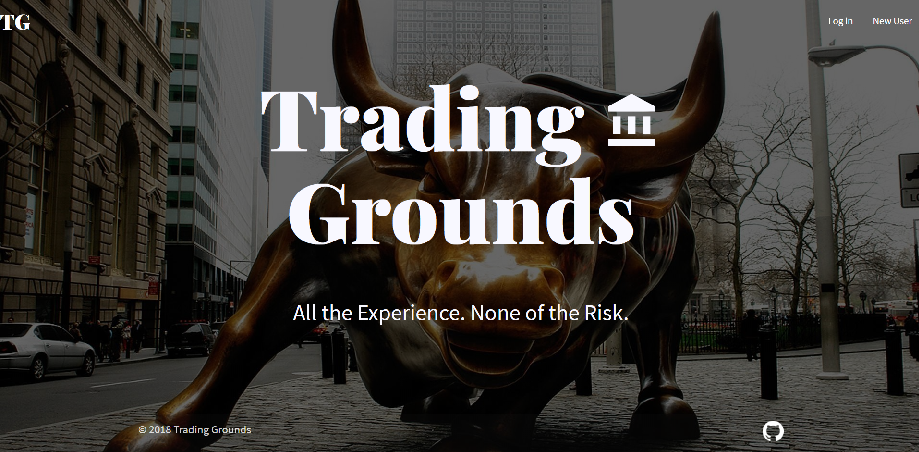 TG
Log In
New User
Trading
Grounds
All the Experience. None of the Risk.
© 2018 Trading Grounds